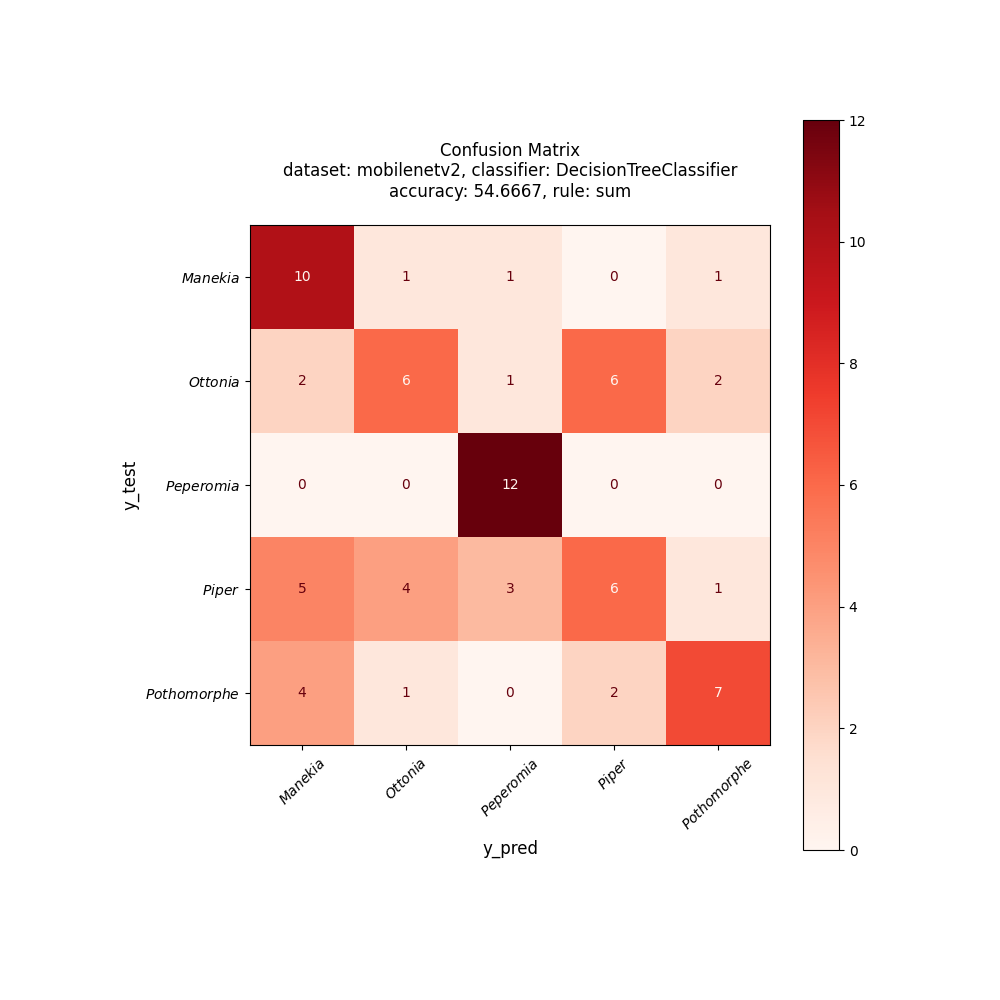 Confusion Matrix
dataset: mobilenetv2, classifier: DecisionTreeClassifier
accuracy: 54.6667, rule: sum
Manekia 10 1 1 0 1
Ottonia 2 6 1 6 2
Peperomia 0 0 12 0 0
Piper 5 4 3 6 1
Pothomorphe 4 1 0 2 7
Manekia Ottonia Peperomia Piper Pothomorphe
y_pred
y_test
12
10
8
6
4
2
0